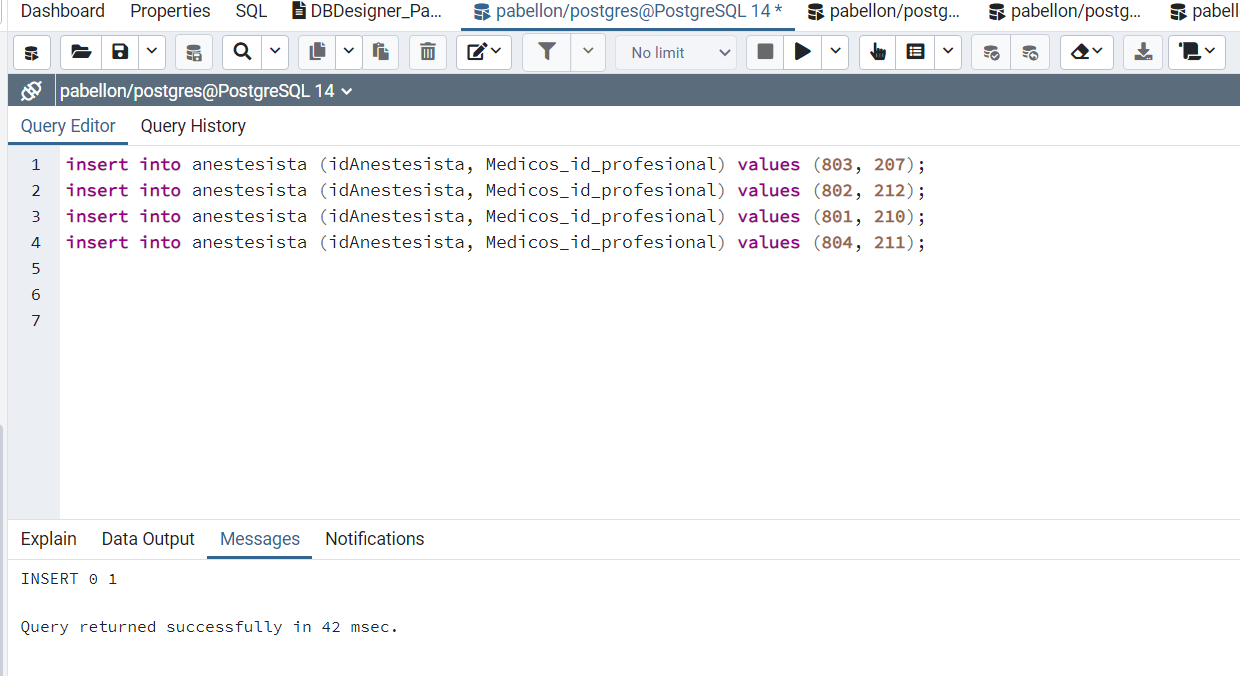 Dashboard Properties SQL DBDesigner_Pa... pabellon/postgres@PostgreSQL 14 * pabellon/postg... pabellon/postg... pabell
No limit
pabellon/postgres@PostgreSQL 14
Query Editor Query History
1 insert into anestesista (idAnestesista, Medicos_id_profesional) values (803, 207);
2 insert into anestesista (idAnestesista, Medicos_id_profesional) values (802, 212);
3 insert into anestesista (idAnestesista, Medicos_id_profesional) values (801, 210);
4 insert into anestesista (idAnestesista, Medicos_id_profesional) values (804, 211);
5
6
7
Explain Data Output Messages Notifications
INSERT 0 1
Query returned successfully in 42 msec.